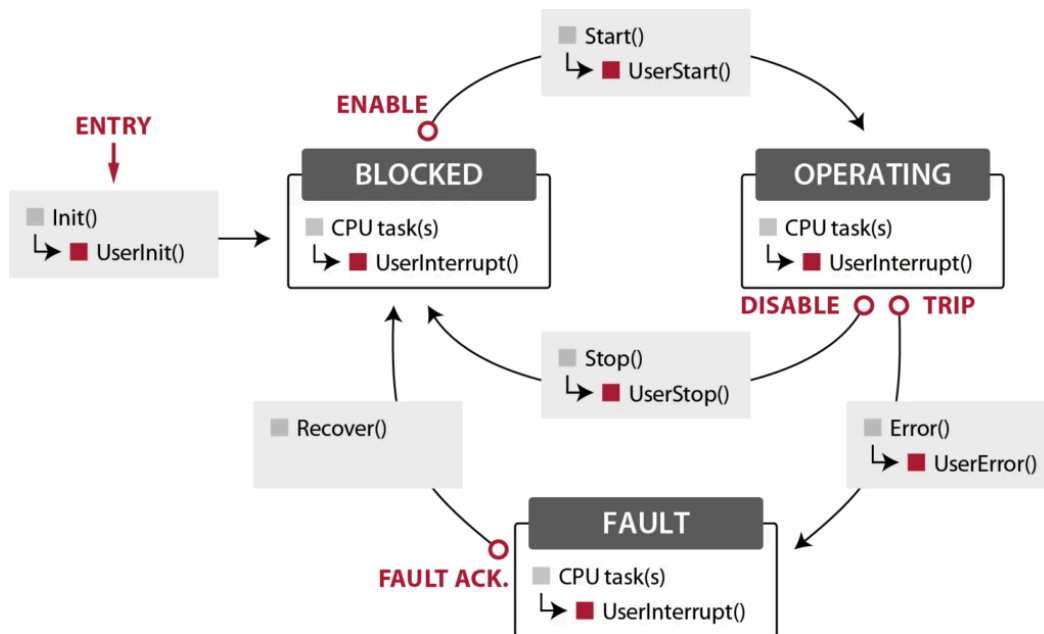 Start()
UserStart()
ENABLE
ENTRY
BLOCKED
OPERATING
Init()
UserInit()
CPU task(s)
UserInterrupt()
CPU task(s)
UserInterrupt()
DISABLE
TRIP
Stop()
UserStop()
Recover()
Error()
UserError()
FAULT
FAULT ACK.
CPU task(s)
UserInterrupt()